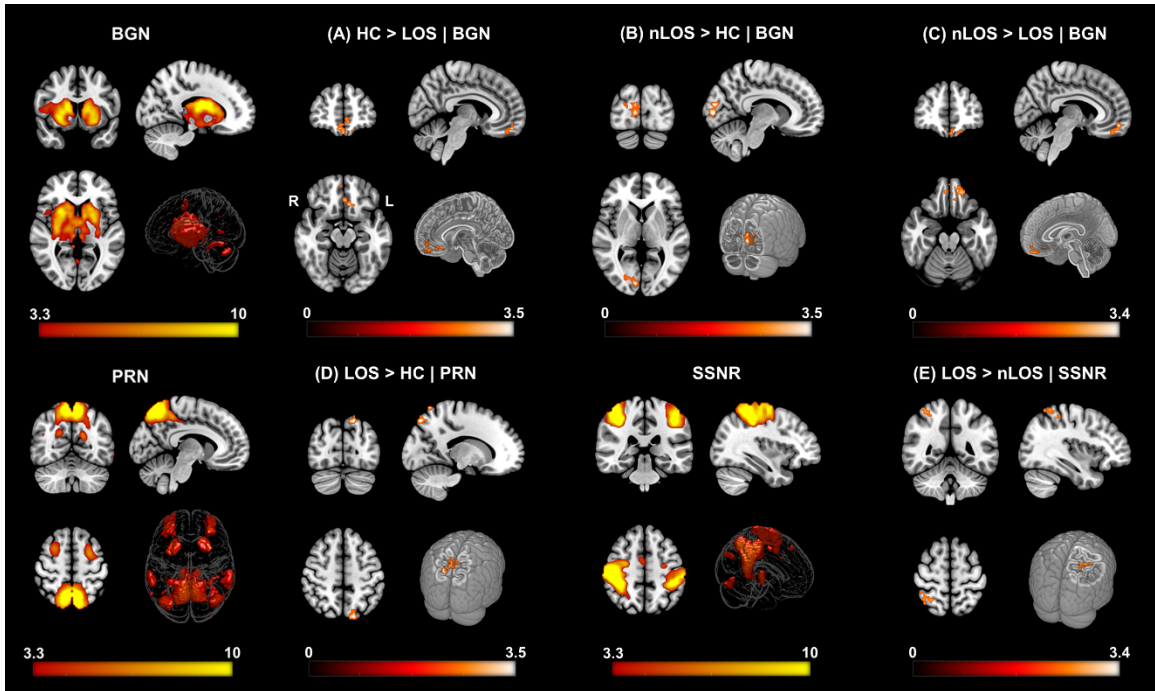 BGN
(A) HC > LOS | BGN
(B) nLOS > HC | BGN
(C) nLOS > LOS | BGN
R L
3.3 10
0 3.5
0 3.5
0 3.4
PRN
(D) LOS > HC | PRN
SSNR
(E) LOS > nLOS | SSNR
3.3 10
0 3.5
3.3 10
0 3.4